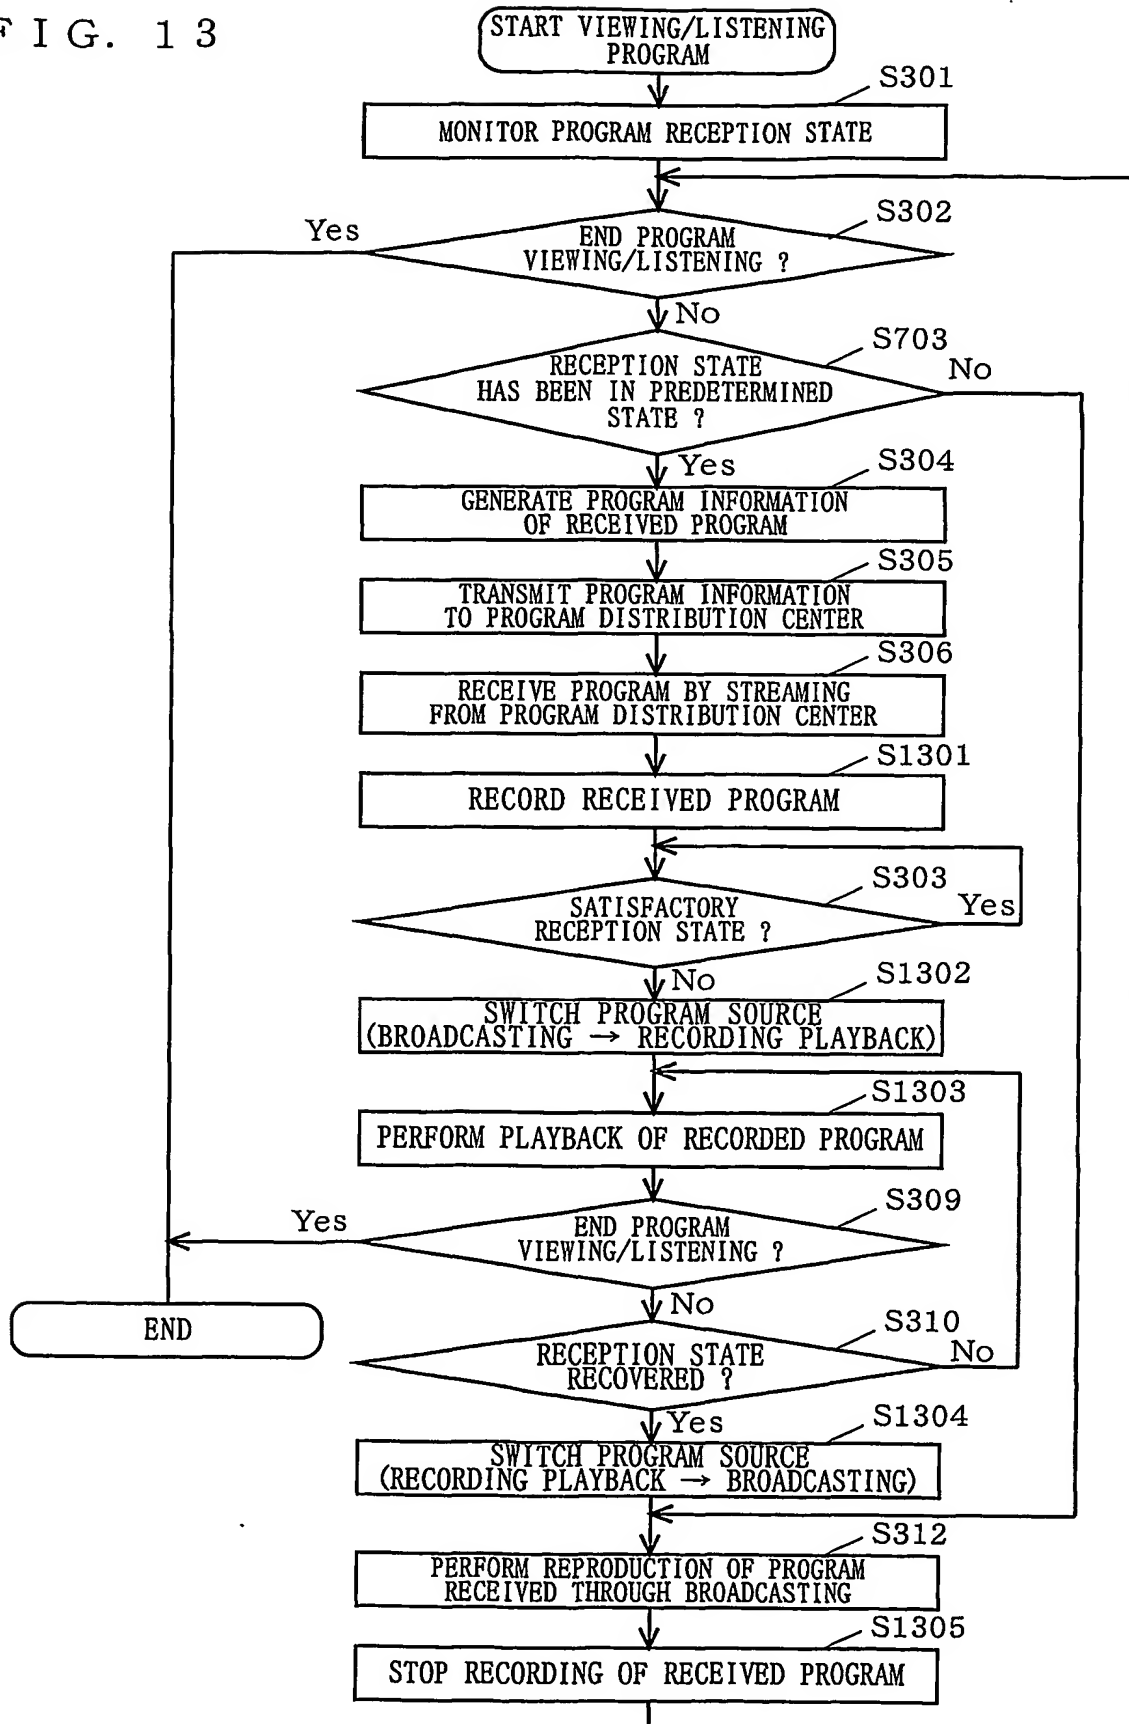 FIG. 13
START VIEWING/LISTENING
PROGRAM
S301
MONITOR PROGRAM RECEPTION STATE
S302
Yes
END PROGRAM
VIEWING/LISTENING ?
No
S703
RECEPTION STATE
HAS BEEN IN PREDETERMINED
STATE ?
No
Yes
S304
GENERATE PROGRAM INFORMATION
OF RECEIVED PROGRAM
S305
TRANSMIT PROGRAM INFORMATION
TO PROGRAM DISTRIBUTION CENTER
S306
RECEIVE PROGRAM BY STREAMING
FROM PROGRAM DISTRIBUTION CENTER
S1301
RECORD RECEIVED PROGRAM
S303
SATISFACTORY
RECEPTION STATE ?
Yes
No
S1302
SWITCH PROGRAM SOURCE
(BROADCASTING → RECORDING PLAYBACK)
S1303
PERFORM PLAYBACK OF RECORDED PROGRAM
S309
Yes
END PROGRAM
VIEWING/LISTENING ?
No
END
S310
RECEPTION STATE
RECOVERED ?
No
Yes
S1304
SWITCH PROGRAM SOURCE
(RECORDING PLAYBACK → BROADCASTING)
S312
PERFORM REPRODUCTION OF PROGRAM
RECEIVED THROUGH BROADCASTING
S1305
STOP RECORDING OF RECEIVED PROGRAM